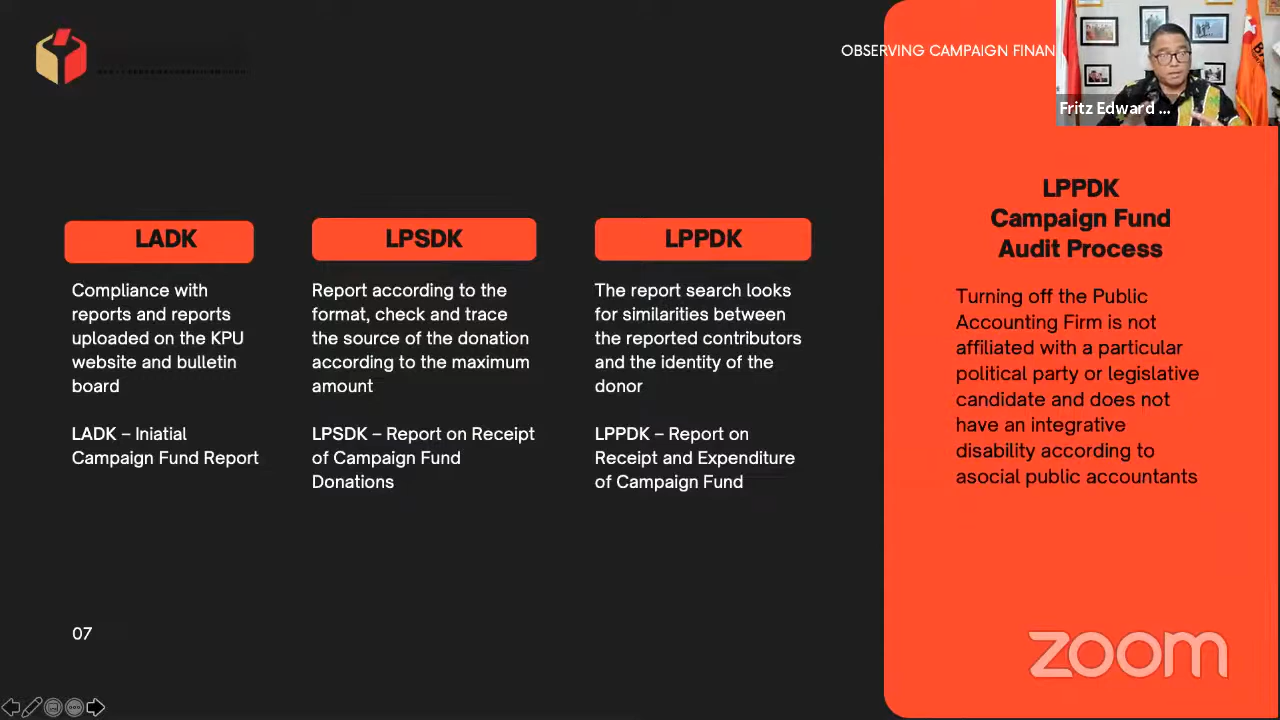 OBSERVING CAMPAIGN FINAN
Fritz Edward ...
LADK
Compliance with
reports and reports
uploaded on the KPU
website and bulletin
board
LADK – Iniatial
Campaign Fund Report
LPSDK
Report according to the
format, check and trace
the source of the donation
according to the maximum
amount
LPSDK – Report on Receipt
of Campaign Fund
Donations
LPPDK
The report search looks
for similarities between
the reported contributors
and the identity of the
donor
LPPDK – Report on
Receipt and Expenditure
of Campaign Fund
LPPDK
Campaign Fund
Audit Process
Turning off the Public
Accounting Firm is not
affiliated with a particular
political party or legislative
candidate and does not
have an integrative
disability according to
asocial public accountants
07
zoom